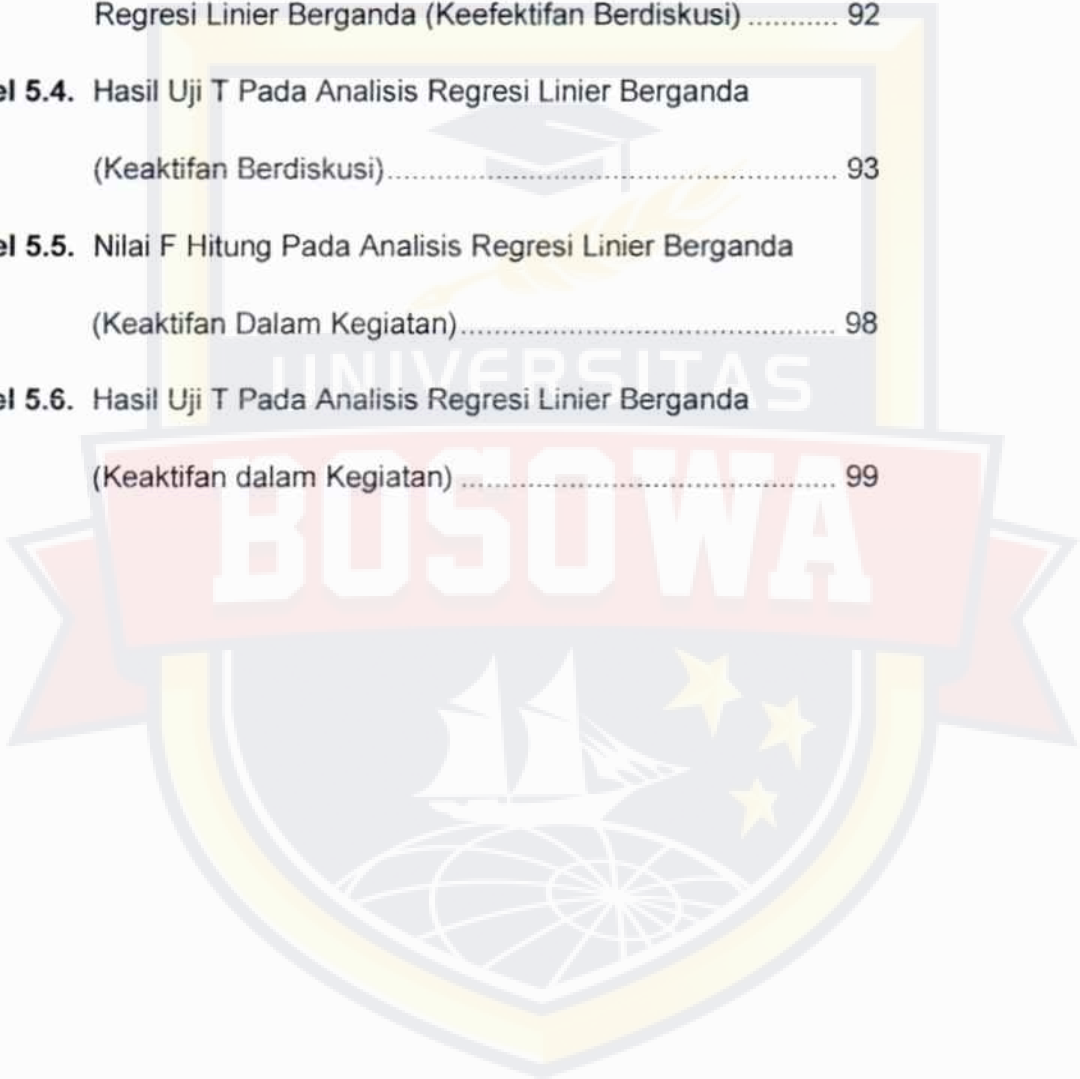 Regresi Linier Berganda (Keefektifan Berdiskusi) ........... 92
el 5.4. Hasil Uji T Pada Analisis Regresi Linier Berganda
(Keaktifan Berdiskusi)......................................................... 93
el 5.5. Nilai F Hitung Pada Analisis Regresi Linier Berganda
(Keaktifan Dalam Kegiatan)................................................ 98
UNIVERSITAS
el 5.6. Hasil Uji T Pada Analisis Regresi Linier Berganda
(Keaktifan dalam Kegiatan) ............................................... 99
BOSOWA